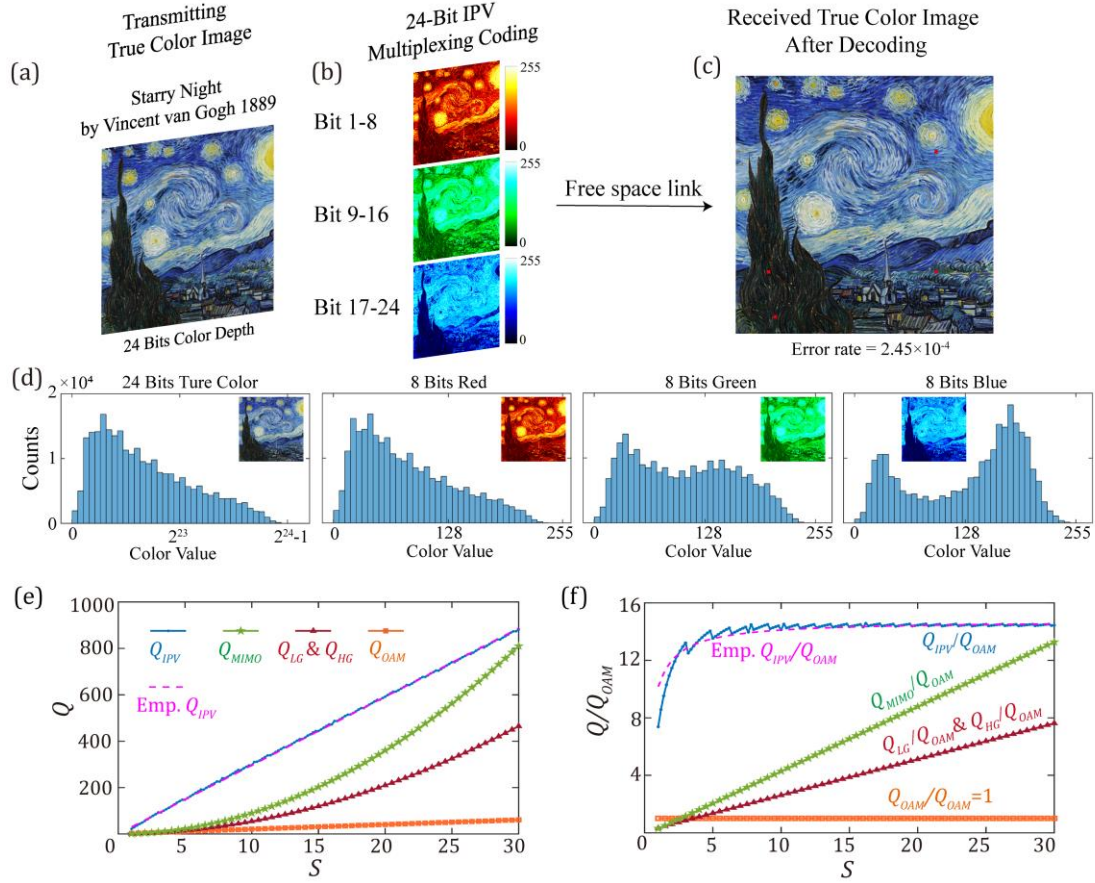 Transmitting
True Color Image
(a)
Starry Night
by Vincent van Gogh 1889
24 Bits Color Depth
24-Bit IPV
Multiplexing Coding
(b)
Bit 1-8
Bit 9-16
Bit 17-24
255
0
255
0
255
0
Free space link
Received True Color Image
After Decoding
(c)
Error rate = 2.45×10⁻⁴
(d)
×10⁴
24 Bits Ture Color
8 Bits Red
8 Bits Green
8 Bits Blue
2
1
0
Counts
0 2²³ 2²⁴-1
0 128 255
0 128 255
0 128 255
Color Value
Color Value
Color Value
Color Value
(e)
1000
800
600
400
200
0
Q
Q_IPV
Q_MIMO
Q_LG & Q_HG
Q_OAM
Emp. Q_IPV
5 10 15 20 25 30
S
(f)
16
12
8
4
0
Q/Q_OAM
Emp. Q_IPV/Q_OAM
Q_IPV/Q_OAM
Q_MIMO/Q_OAM
Q_LG/Q_OAM & Q_HG/Q_OAM
Q_OAM/Q_OAM=1
0 5 10 15 20 25 30
S